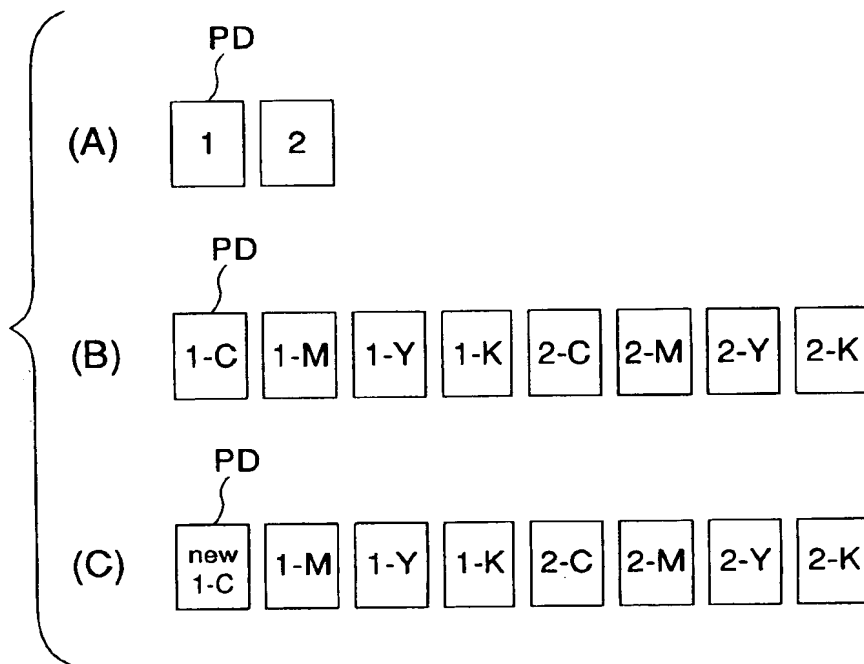 PD
(A) 1 2
PD
(B) 1-C 1-M 1-Y 1-K 2-C 2-M 2-Y 2-K
PD
(C) new 1-C 1-M 1-Y 1-K 2-C 2-M 2-Y 2-K